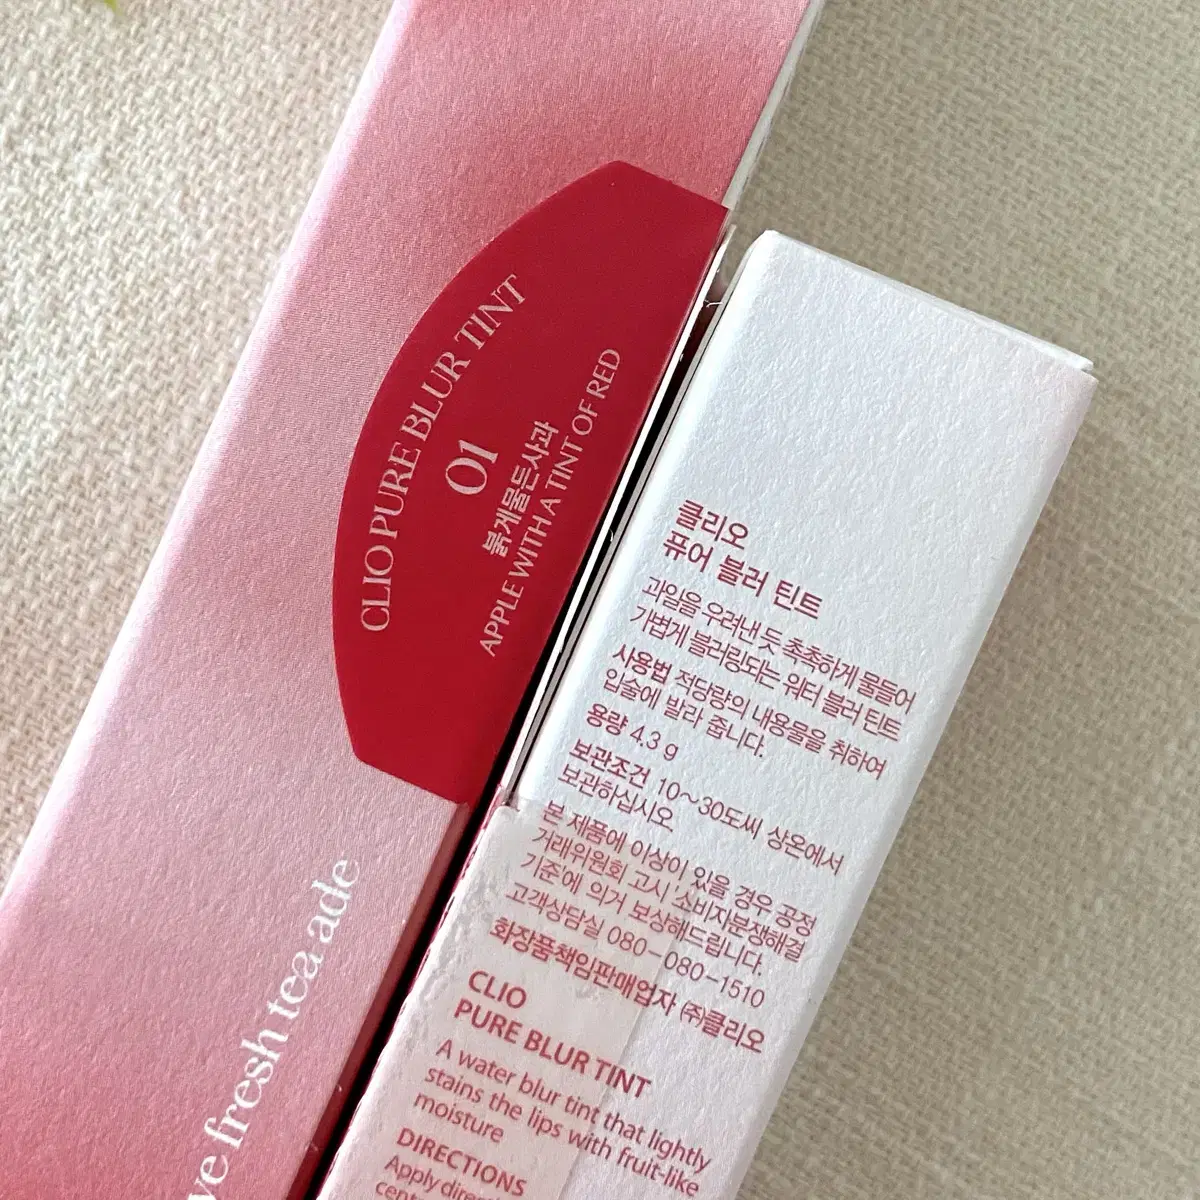 CLIO PURE BLUR TINT
01
붉게물든사과
APPLE WITH A TINT OF RED
fresh tea ade
클리오
퓨어 블러 틴트
과일을 우려낸 듯 촉촉하게 물들어
가볍게 블러링되는 워터 블러 틴트
사용법 적당량의 내용물을 취하여
입술에 발라 줍니다.
용량 4.3 g
보관조건 10~30도씨 상온에서
보관하십시오.
본 제품에 이상이 있을 경우 공정
거래위원회 고시 '소비자분쟁해결
기준'에 의거 보상해드립니다.
고객상담실 080-080-1510
화장품책임판매업자 ㈜클리오
CLIO
PURE BLUR TINT
A water blur tint that lightly
stains the lips with fruit-like
moisture
DIRECTIONS
Apply